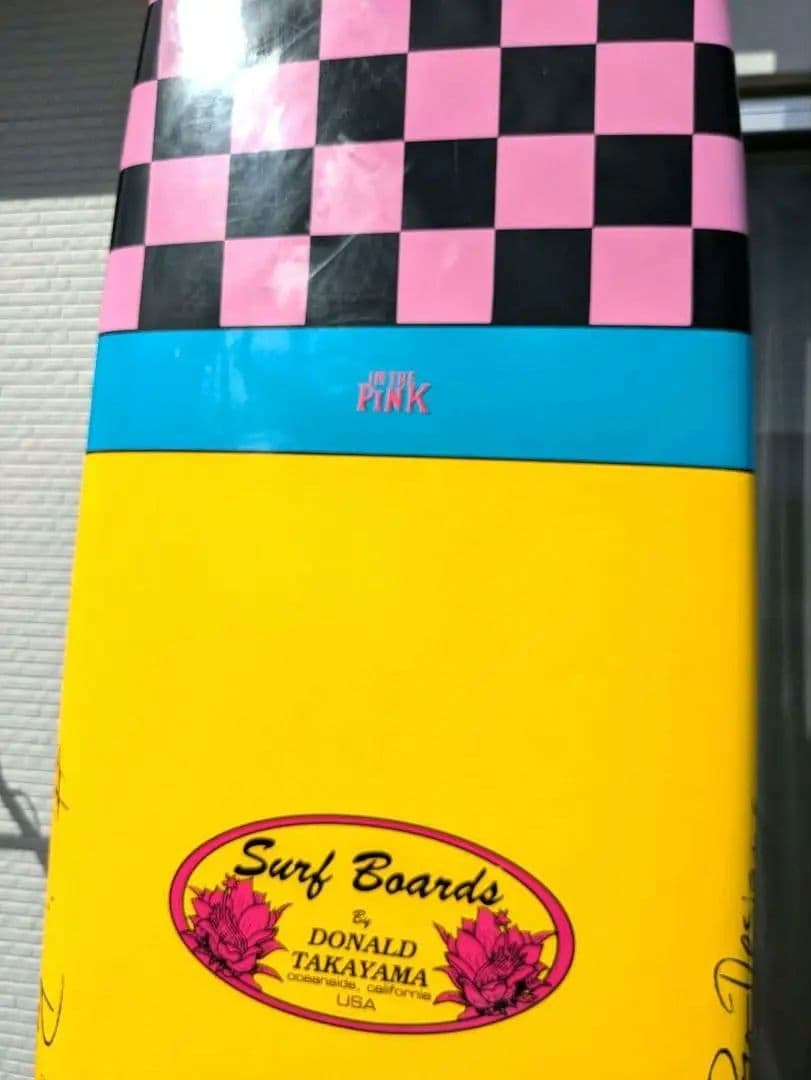 IN THE
PINK
Surf Boards
By
DONALD
TAKAYAMA
oceanside, california
USA